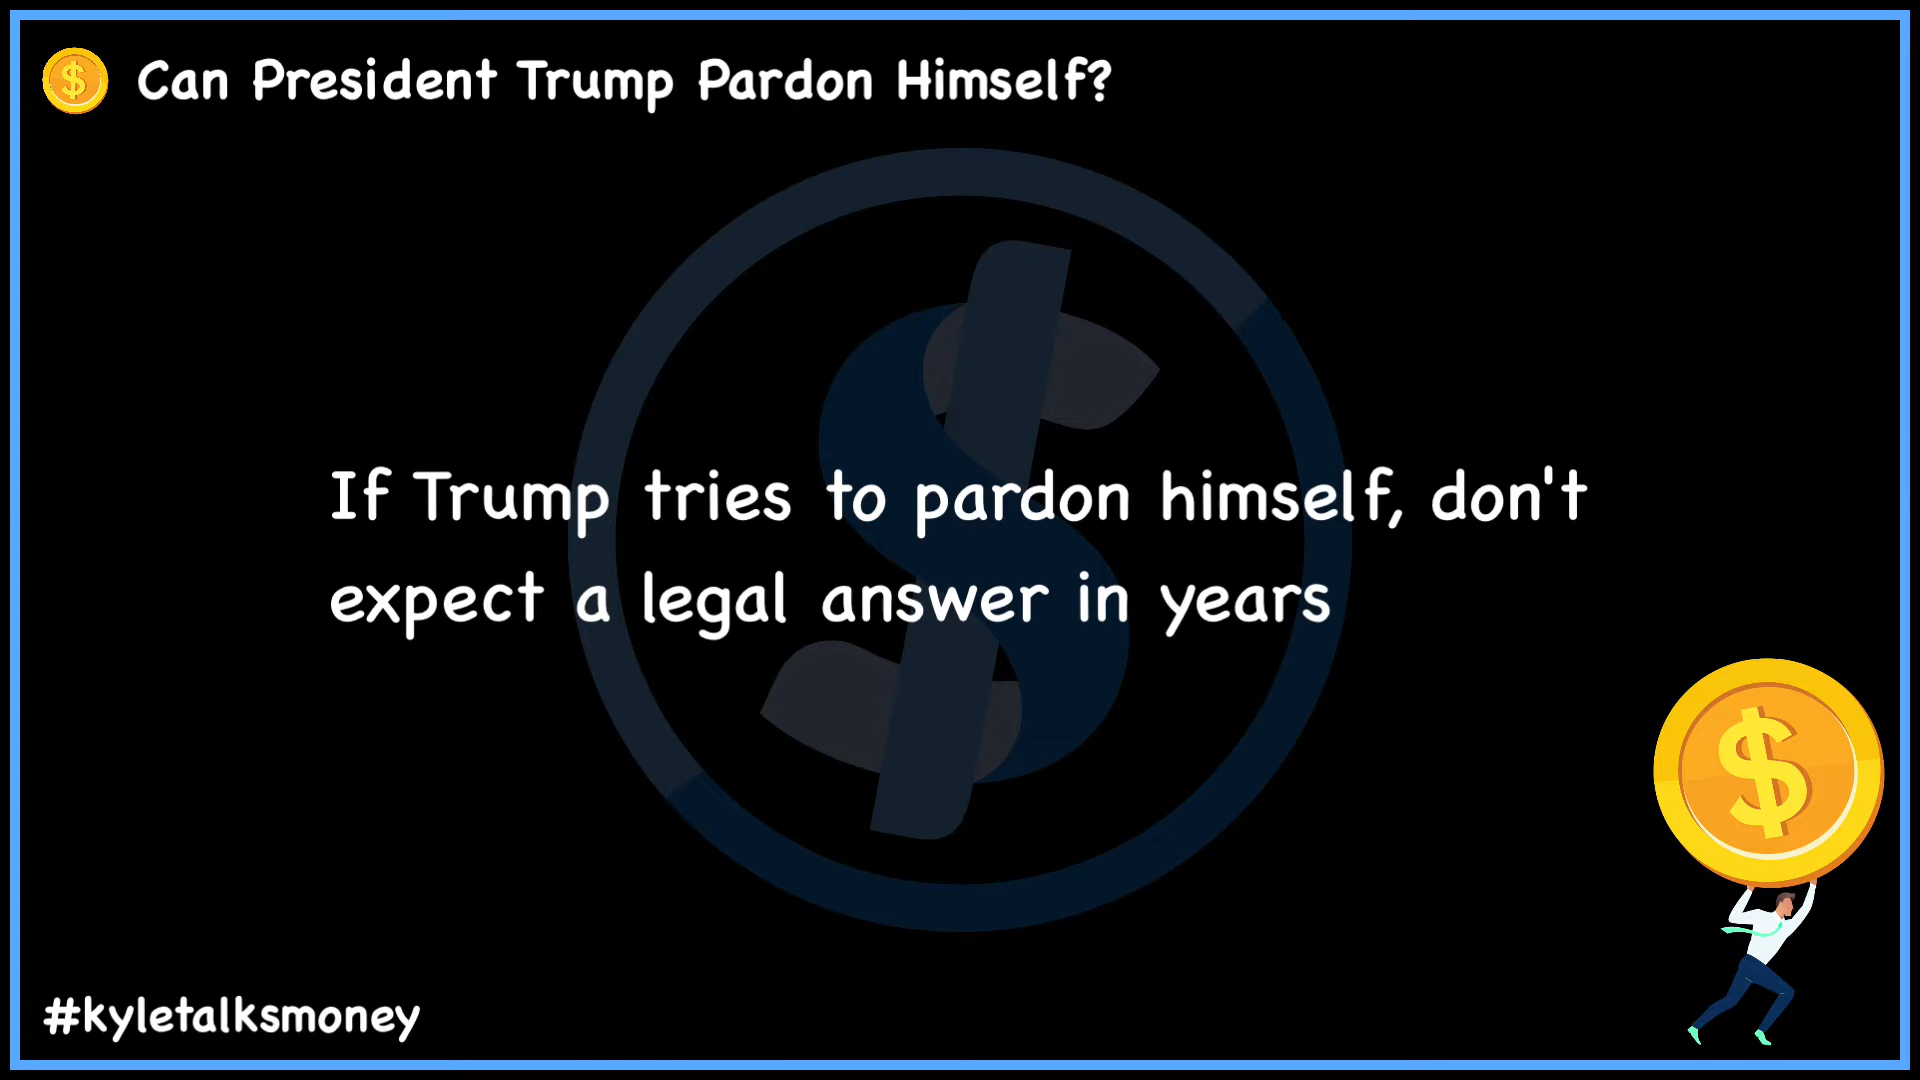 Can President Trump Pardon Himself?
If Trump tries to pardon himself, don't
expect a legal answer in years
#kyletalksmoney